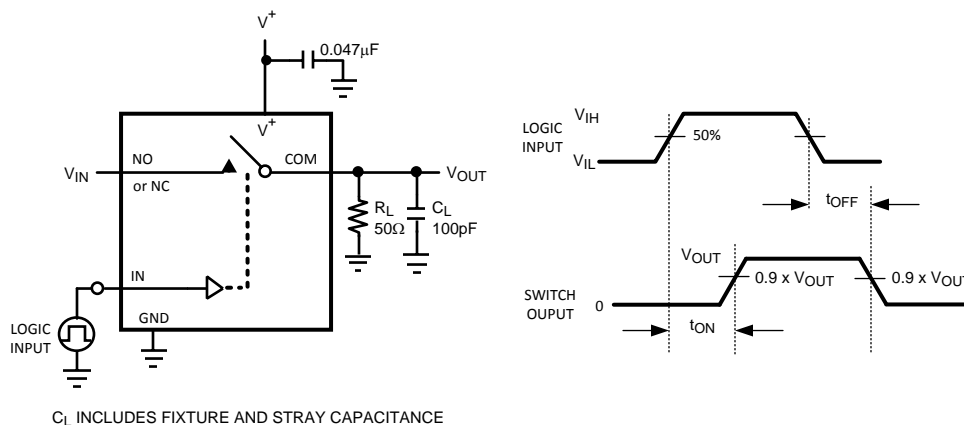 V+
0.047µF
V+
VIN
NO
or NC
COM
VOUT
RL
50Ω
CL
100pF
IN
LOGIC
INPUT
GND
CL INCLUDES FIXTURE AND STRAY CAPACITANCE
LOGIC
INPUT
VIH
VIL
50%
tOFF
VOUT
0.9 x VOUT
0.9 x VOUT
SWITCH
OUPUT
0
tON